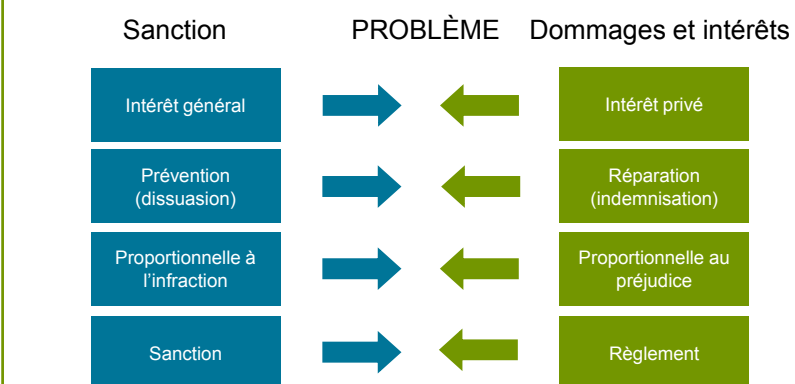 Sanction PROBLÈME Dommages et intérêts
Intérêt général Intérêt privé
Prévention
(dissuasion)
Réparation
(indemnisation)
Proportionnelle à
l’infraction
Proportionnelle au
préjudice
Sanction Règlement